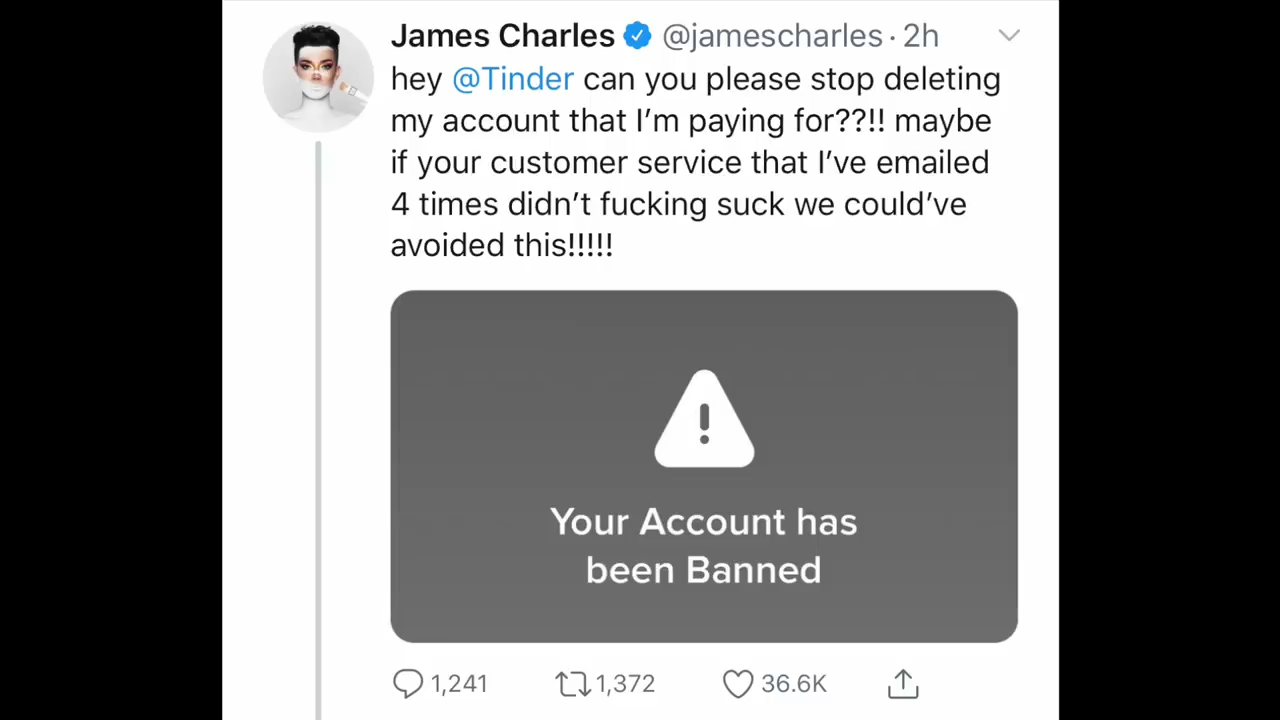 James Charles @jamescharles · 2h
hey @Tinder can you please stop deleting
my account that I’m paying for??!! maybe
if your customer service that I’ve emailed
4 times didn’t fucking suck we could’ve
avoided this!!!!!
Your Account has
been Banned
1,241 1,372 36.6K